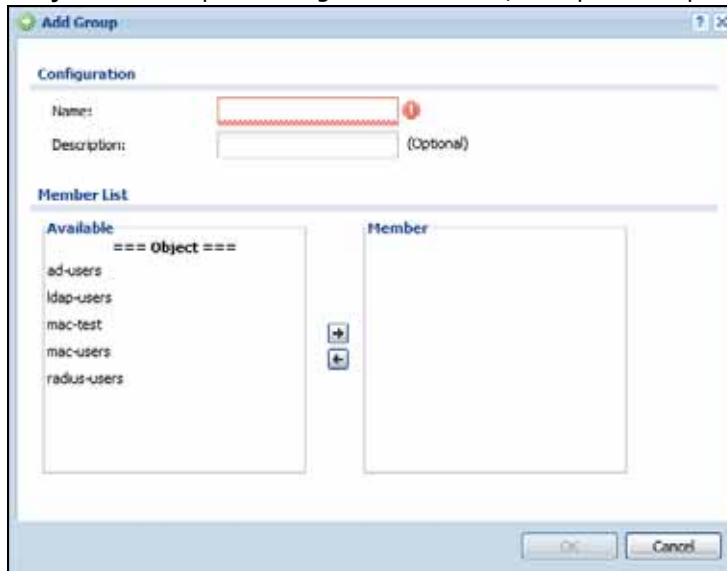 Add Group
Configuration
Name:
Description: (Optional)
Member List
Available Member
=== Object ===
ad-users
ldap-users
mac-test
mac-users
radius-users
OK Cancel